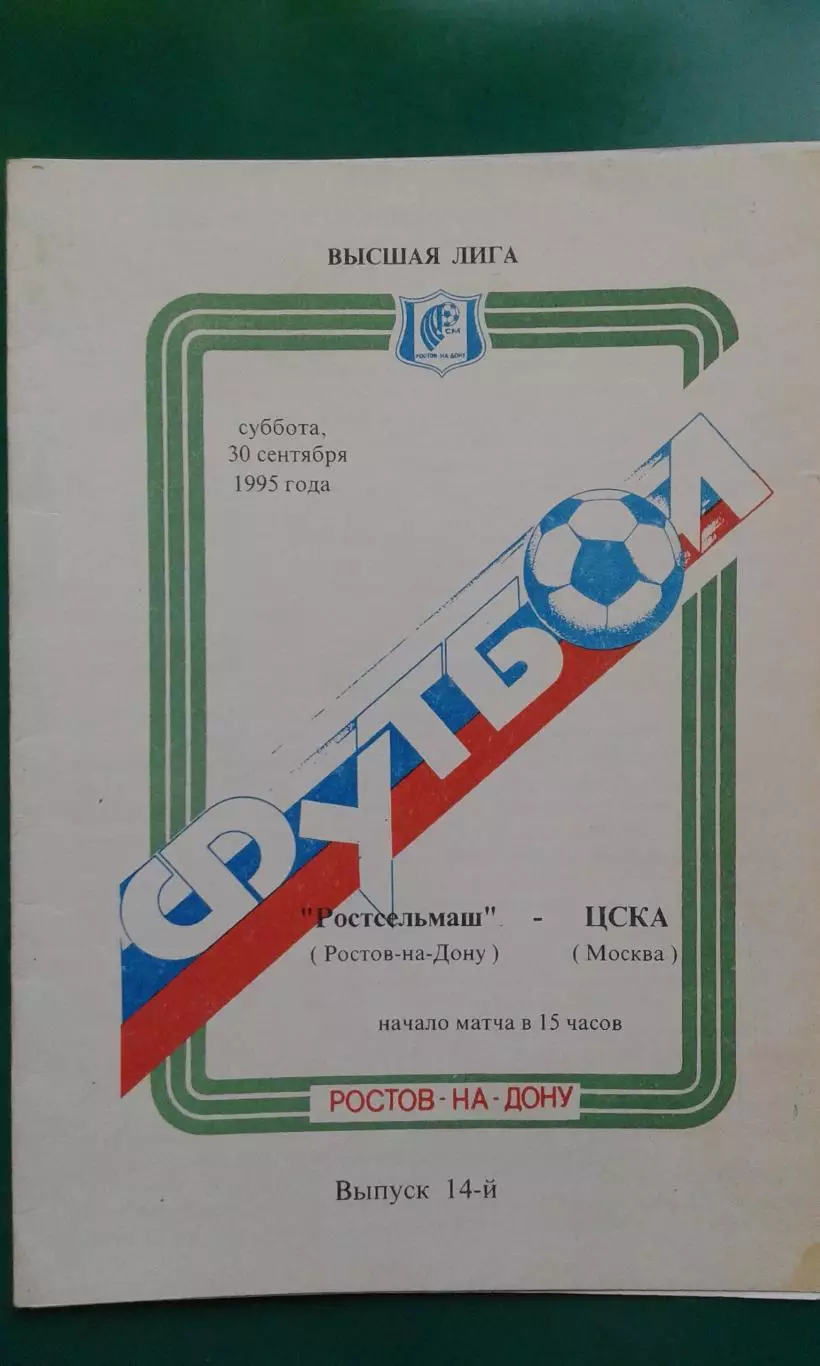 ВЫСШАЯ ЛИГА
СМ
РОСТОВ-НА-ДОНУ
суббота,
30 сентября
1995 года
ФУТБОЛ
"Ростсельмаш" - ЦСКА
(Ростов-на-Дону) (Москва)
начало матча в 15 часов
РОСТОВ-НА-ДОНУ
Выпуск 14-й